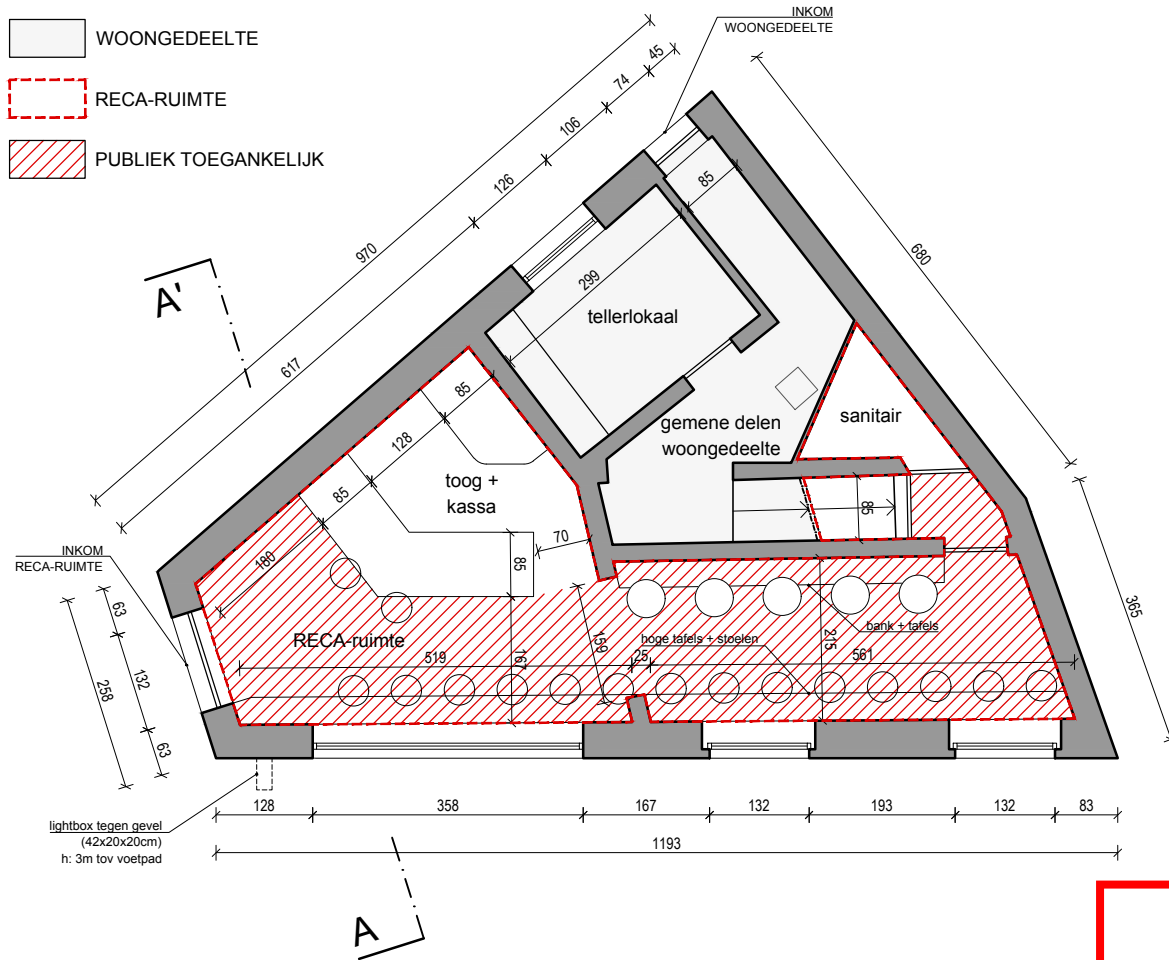 WOONGEDEELTE
RECA-RUIMTE
PUBLIEK TOEGANKELIJK
INKOM
WOONGEDEELTE
45
74
106
126
970
617
85
680
299
tellerlokaal
A'
gemene delen
woongedeelte
sanitair
85
128
85
180
toog +
kassa
85
70
85
INKOM
RECA-RUIMTE
63
132
63
258
365
RECA-ruimte
519
167
159
25
hoge tafels + stoelen
215
bank + tafels
561
128
358
167
132
193
132
83
1193
lightbox tegen gevel
(42x20x20cm)
h: 3m tov voetpad
A